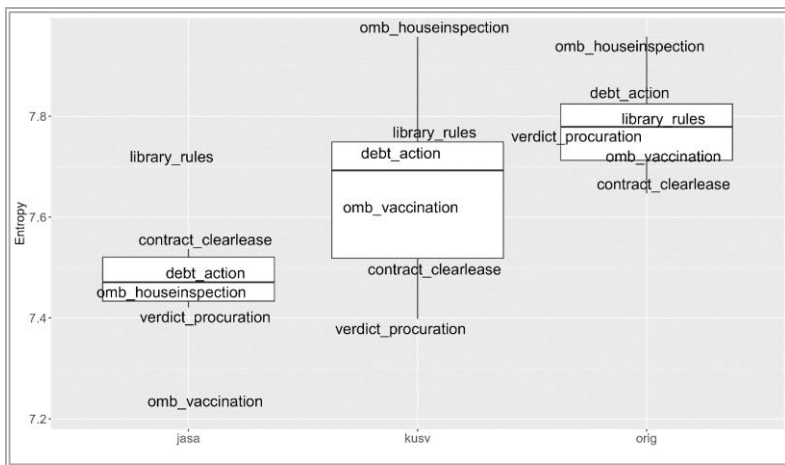 omb_houseinspection
omb_houseinspection
debt_action
7.8
library_rules
library_rules
verdict_procuration
library_rules
debt_action
omb_vaccination
contract_clearlease
omb_vaccination
7.6
Entropy
contract_clearlease
debt_action
contract_clearlease
omb_houseinspection
7.4
verdict_procuration
verdict_procuration
omb_vaccination
7.2
jasa
kusv
orig